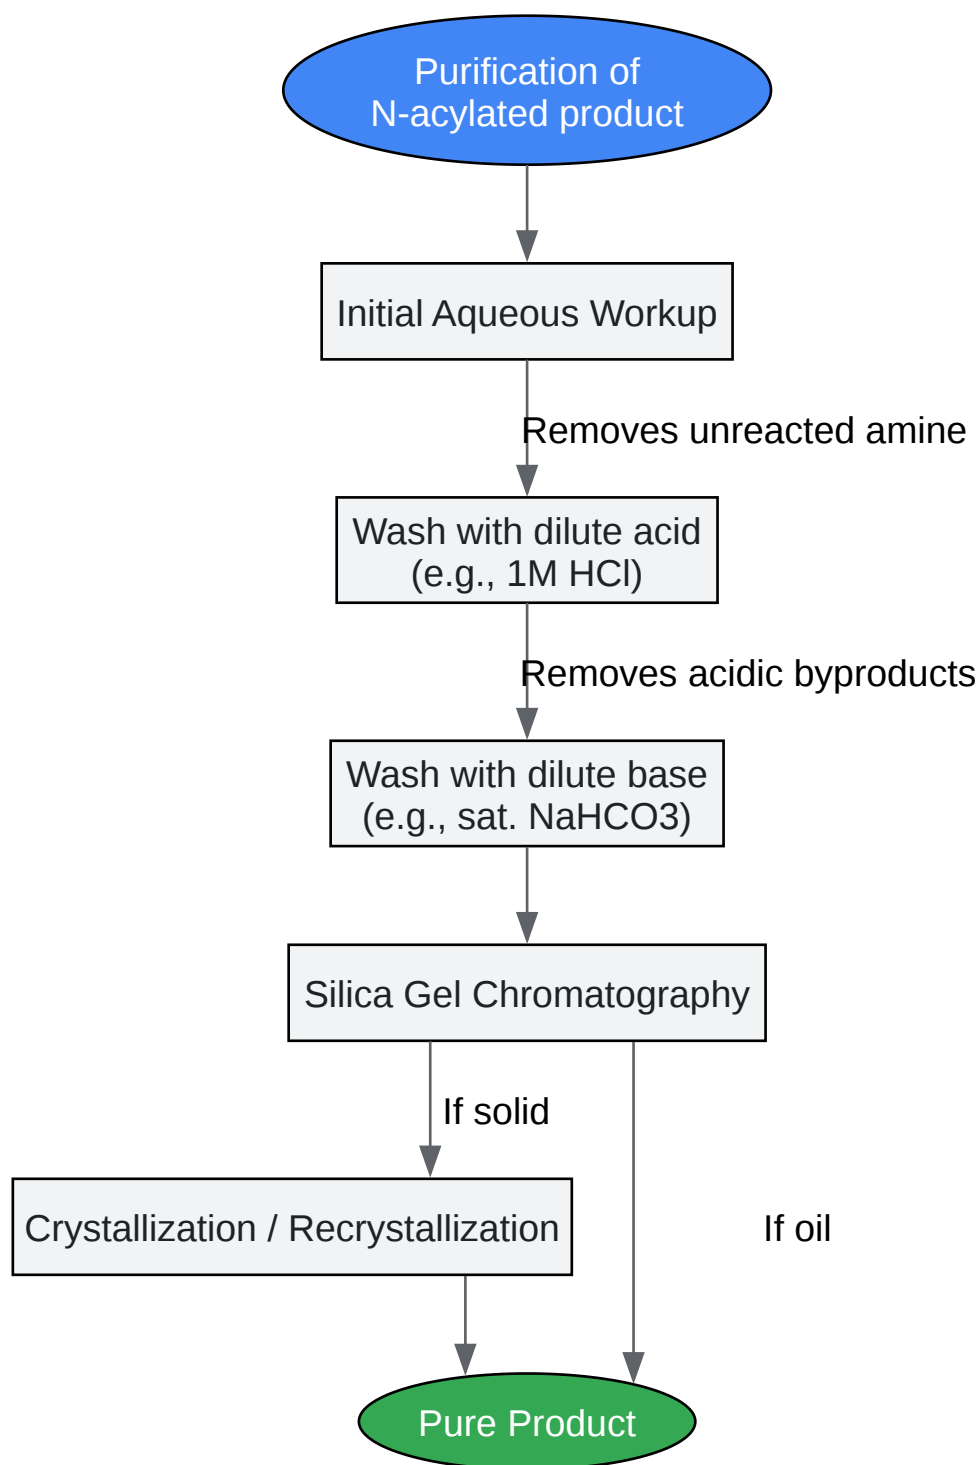 Purification of
N-acylated product
Initial Aqueous Workup
Removes unreacted amine
Wash with dilute acid
(e.g., 1M HCl)
Removes acidic byproducts
Wash with dilute base
(e.g., sat. NaHCO3)
Silica Gel Chromatography
If solid
Crystallization / Recrystallization
If oil
Pure Product